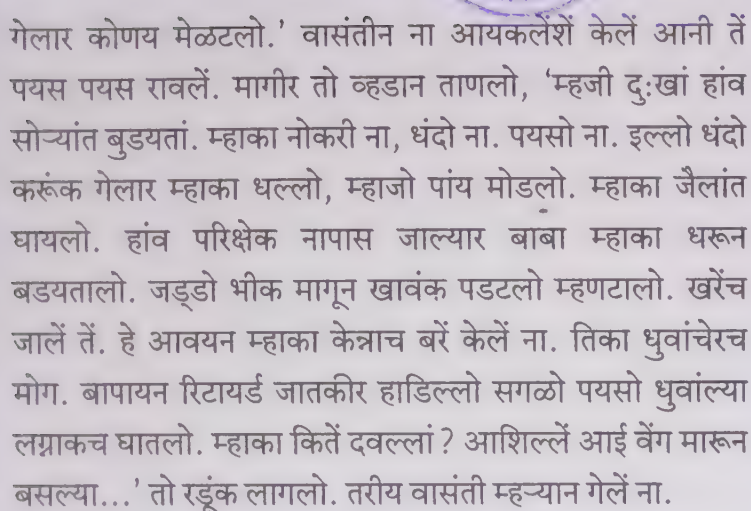 गेलार कोणय मेळटलो.' वासंतीन ना आयकलेंशें केलें आनी तें
पयस पयस रावलें. मागीर तो व्हडान ताणलो, 'म्हजी दुःखां हांव
सोऱ्यांत बुडयतां. म्हाका नोकरी ना, धंदो ना. पयसो ना. इल्लो धंदो
करूंक गेलार म्हाका धल्लो, म्हाजो पांय मोडलो. म्हाका जैलांत
घायलो. हांव परिक्षेक नापास जाल्यार बाबा म्हाका धरून
बडयतालो. जड्डो भीक मागून खावंक पडटलो म्हणटालो. खरेंच
जालें तें. हे आवयन म्हाका केन्नाच बरें केलें ना. तिका धुवांचेरच
मोग. बापायन रिटायर्ड जातकीर हाडिल्लो सगळो पयसो धुवांल्या
लग्नाकच घातलो. म्हाका कितें दवल्लां? आशिल्लें आई वेंग मारून
बसल्या...' तो रडूंक लागलो. तरीय वासंती म्हऱ्यान गेलें ना.